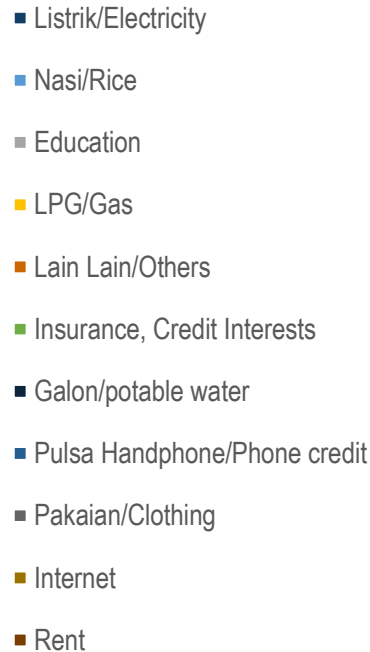 Listrik/Electricity
Nasi/Rice
Education
LPG/Gas
Lain Lain/Others
Insurance, Credit Interests
Galon/potable water
Pulsa Handphone/Phone credit
Pakaian/Clothing
Internet
Rent